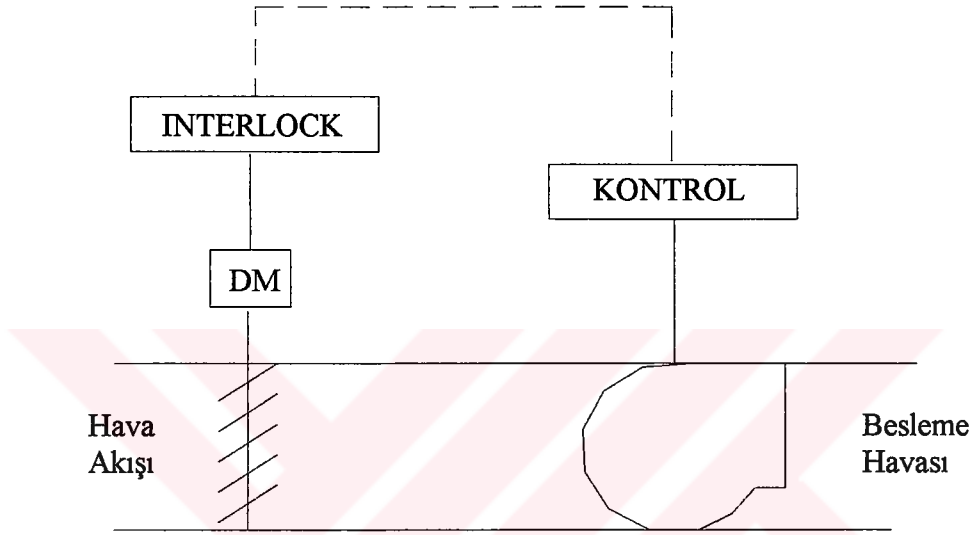 INTERLOCK
KONTROL
DM
Hava
Akışı
Besleme
Havası